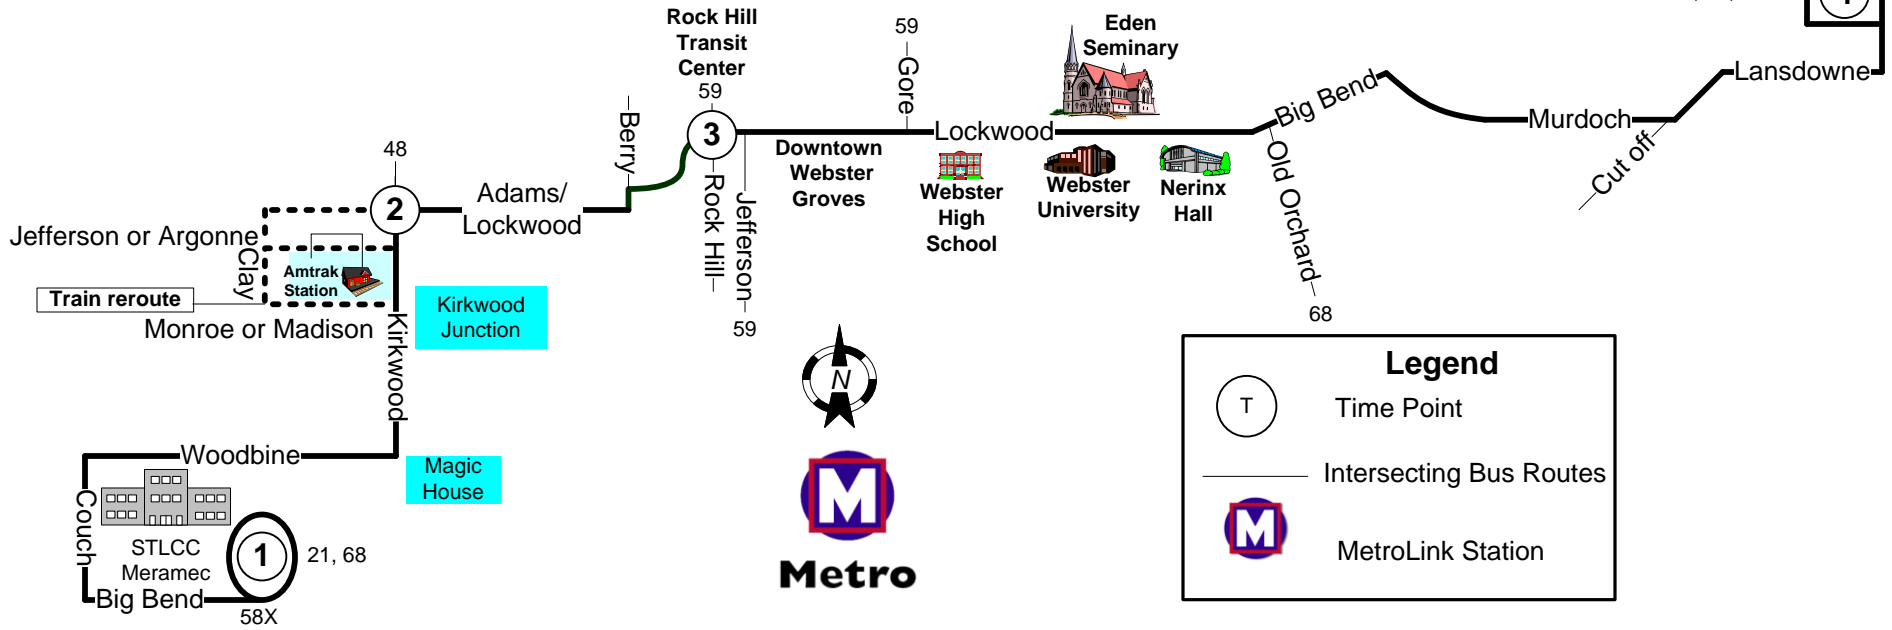 Rock Hill
Transit
Center
59
59
Gore
Eden
Seminary
Lansdowne
Big Bend
Murdoch
Cut off
Berry
3
Lockwood
Downtown
Webster
Groves
Webster
High
School
Webster
University
Nerinx
Hall
Old Orchard
68
Rock Hill
Jefferson
59
48
2
Adams/
Lockwood
Jefferson or Argonne
Clay
Amtrak
Station
Train reroute
Monroe or Madison
Kirkwood
Kirkwood
Junction
Woodbine
Magic
House
Couch
STLCC
Meramec
1
21, 68
Big Bend
58X
N
M
Metro
Legend
T
Time Point
Intersecting Bus Routes
M
MetroLink Station